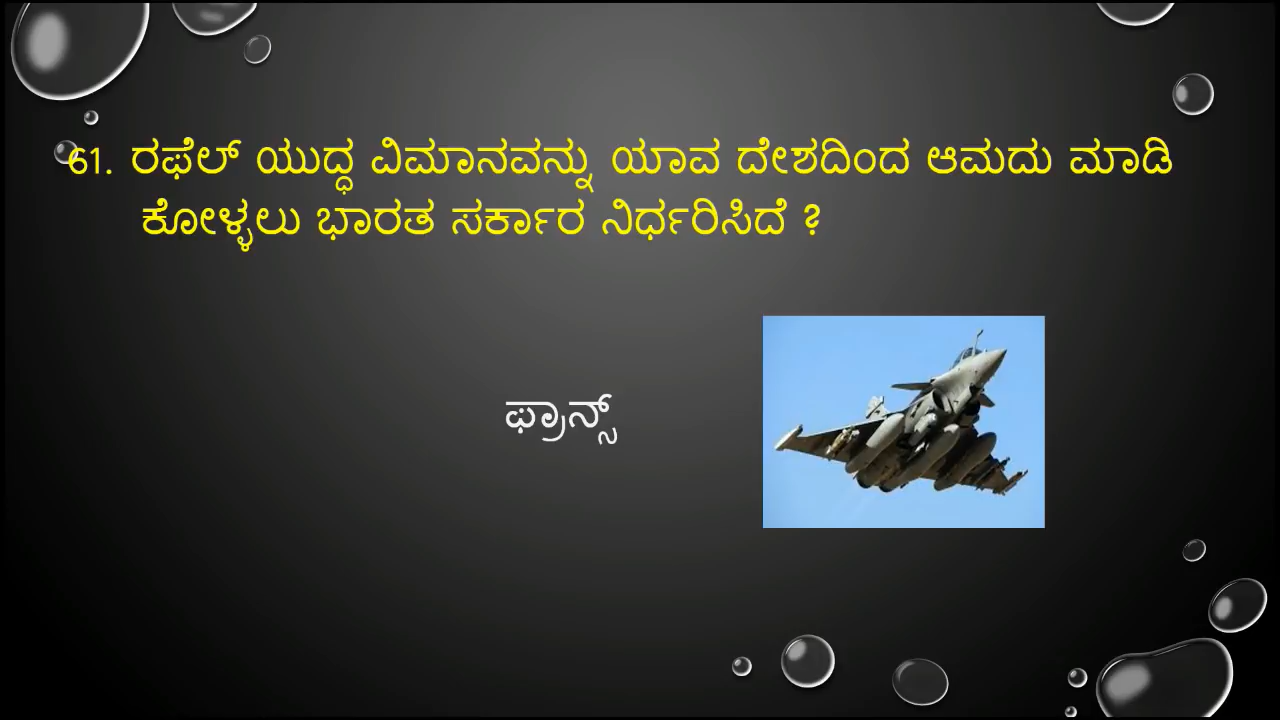 61. ರಫೆಲ್ ಯುದ್ಧ ವಿಮಾನವನ್ನು ಯಾವ ದೇಶದಿಂದ ಆಮದು ಮಾಡಿ
ಕೋಳ್ಳಲು ಭಾರತ ಸರ್ಕಾರ ನಿರ್ಧರಿಸಿದೆ ?
ಫ್ರಾನ್ಸ್